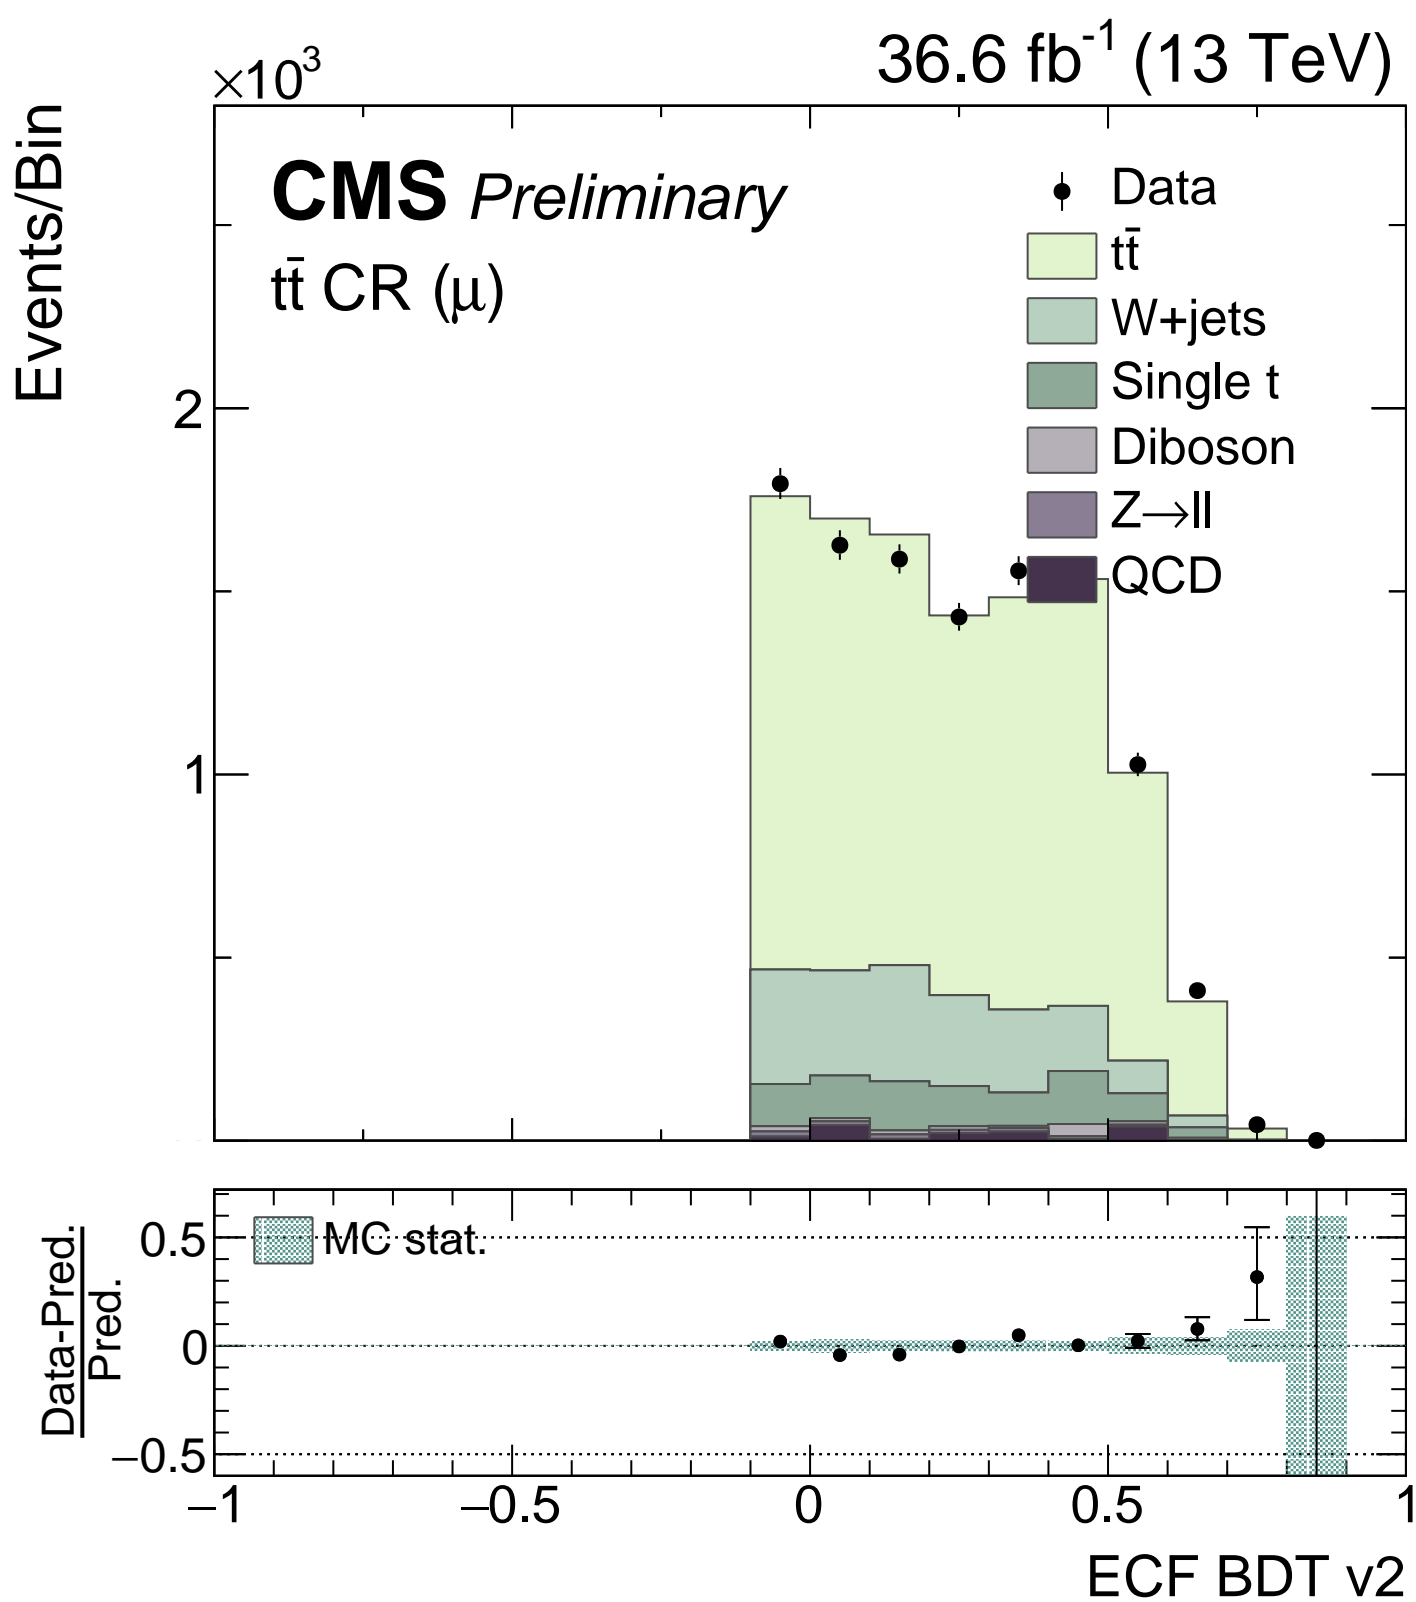 ×10³
36.6 fb⁻¹ (13 TeV)
Events/Bin
CMS Preliminary
tt̄ CR (μ)
Data
tt̄
W+jets
Single t
Diboson
Z→ll
QCD
2
1
Data-Pred.
Pred.
MC stat.
0.5
0
−0.5
−1
−0.5
0
0.5
1
ECF BDT v2